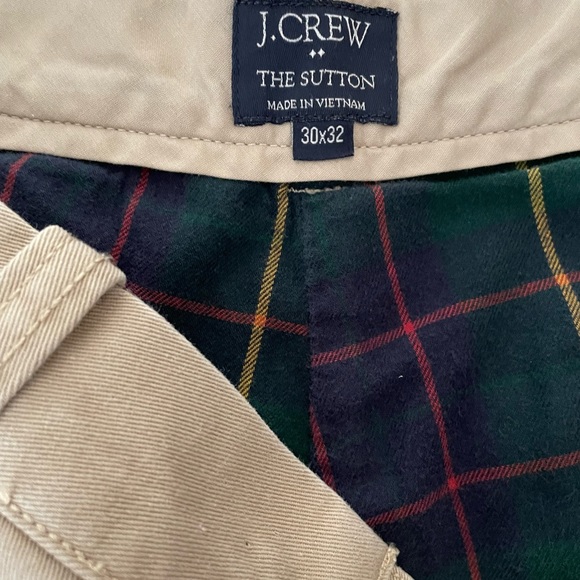 J.CREW
THE SUTTON
MADE IN VIETNAM
30x32